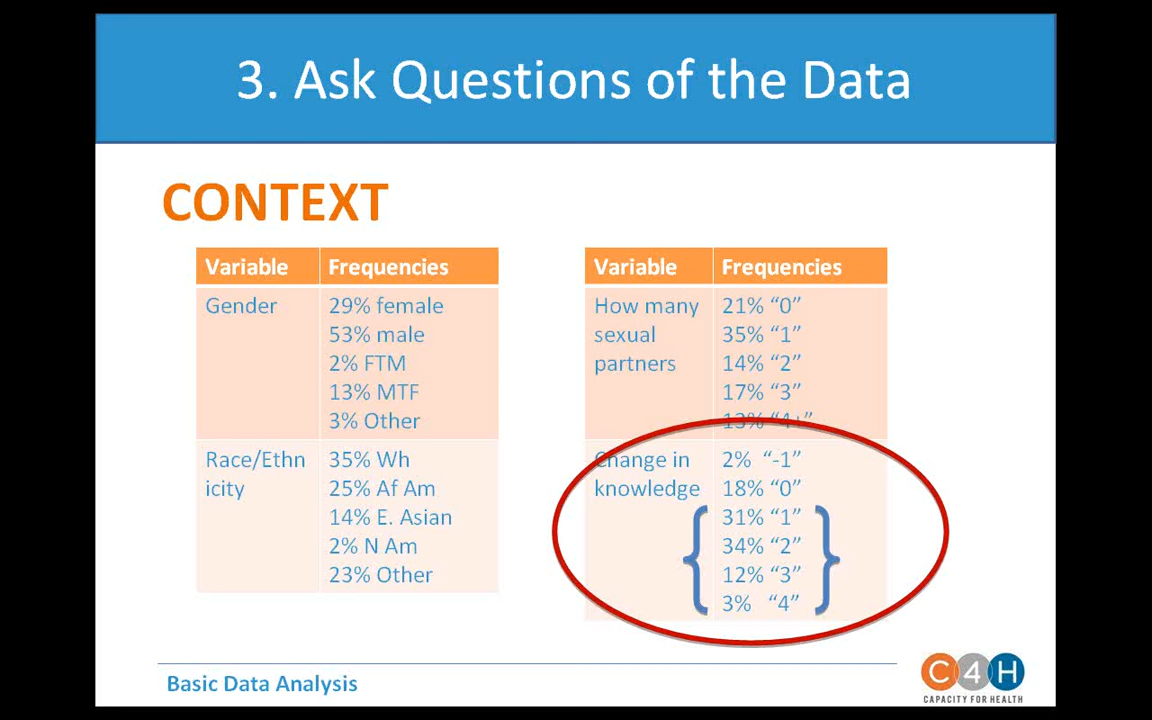 3. Ask Questions of the Data
CONTEXT
Variable Frequencies
Gender 29% female
53% male
2% FTM
13% MTF
3% Other
Race/Ethn 35% Wh
icity 25% Af Am
14% E. Asian
2% N Am
23% Other
Variable Frequencies
How many 21% “0”
sexual 35% “1”
partners 14% “2”
17% “3”
13% “4+”
Change in 2% “-1”
knowledge 18% “0”
31% “1”
34% “2”
12% “3”
3% “4”
Basic Data Analysis
C4H
CAPACITY FOR HEALTH